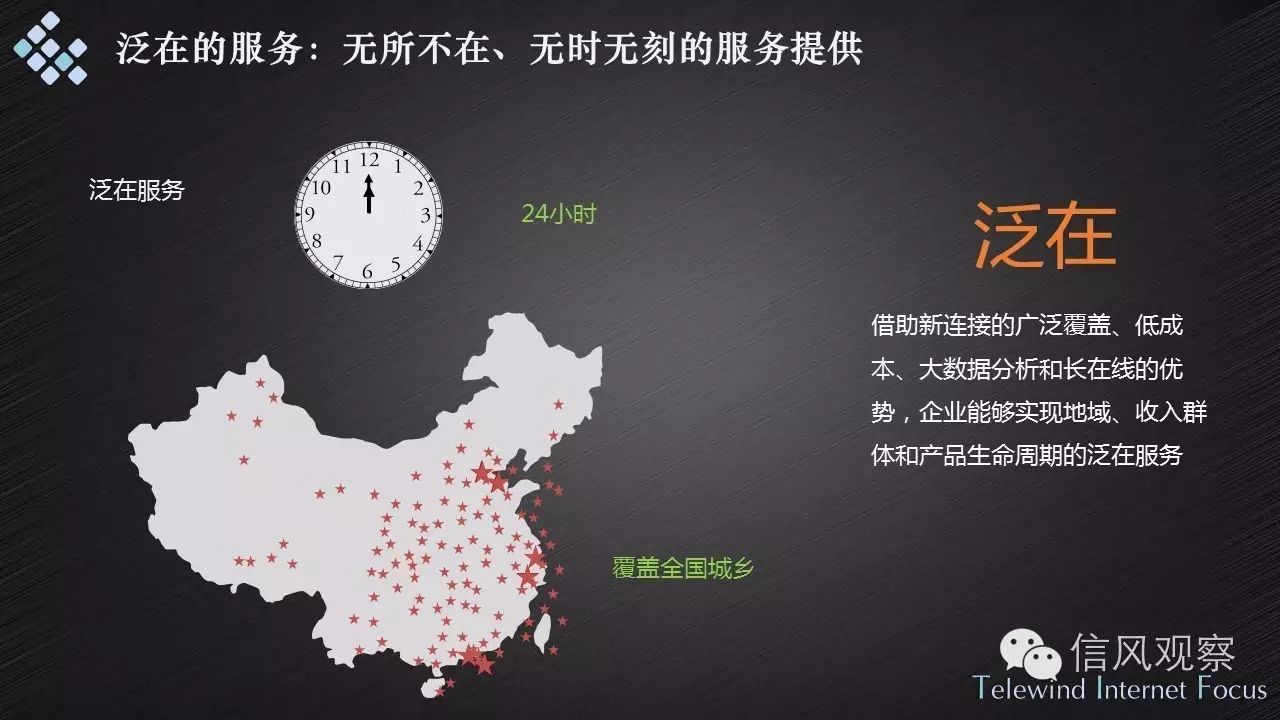 泛在的服务：无所不在、无时无刻的服务提供
泛在服务
12
1
2
3
4
5
6
7
8
9
10
11
24小时
覆盖全国城乡
泛在
借助新连接的广泛覆盖、低成
本、大数据分析和长在线的优
势，企业能够实现地域、收入群
体和产品生命周期的泛在服务
信风观察
Telewind Internet Focus